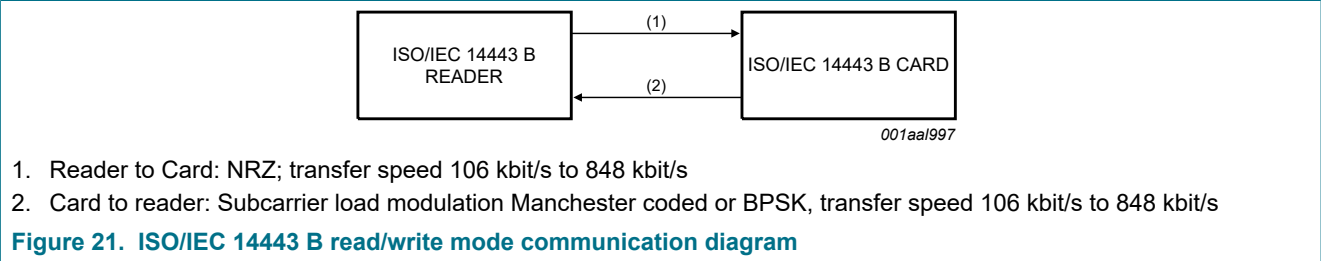 (1)
ISO/IEC 14443 B
READER
ISO/IEC 14443 B CARD
(2)
001aal997
1. Reader to Card: NRZ; transfer speed 106 kbit/s to 848 kbit/s
2. Card to reader: Subcarrier load modulation Manchester coded or BPSK, transfer speed 106 kbit/s to 848 kbit/s
Figure 21. ISO/IEC 14443 B read/write mode communication diagram